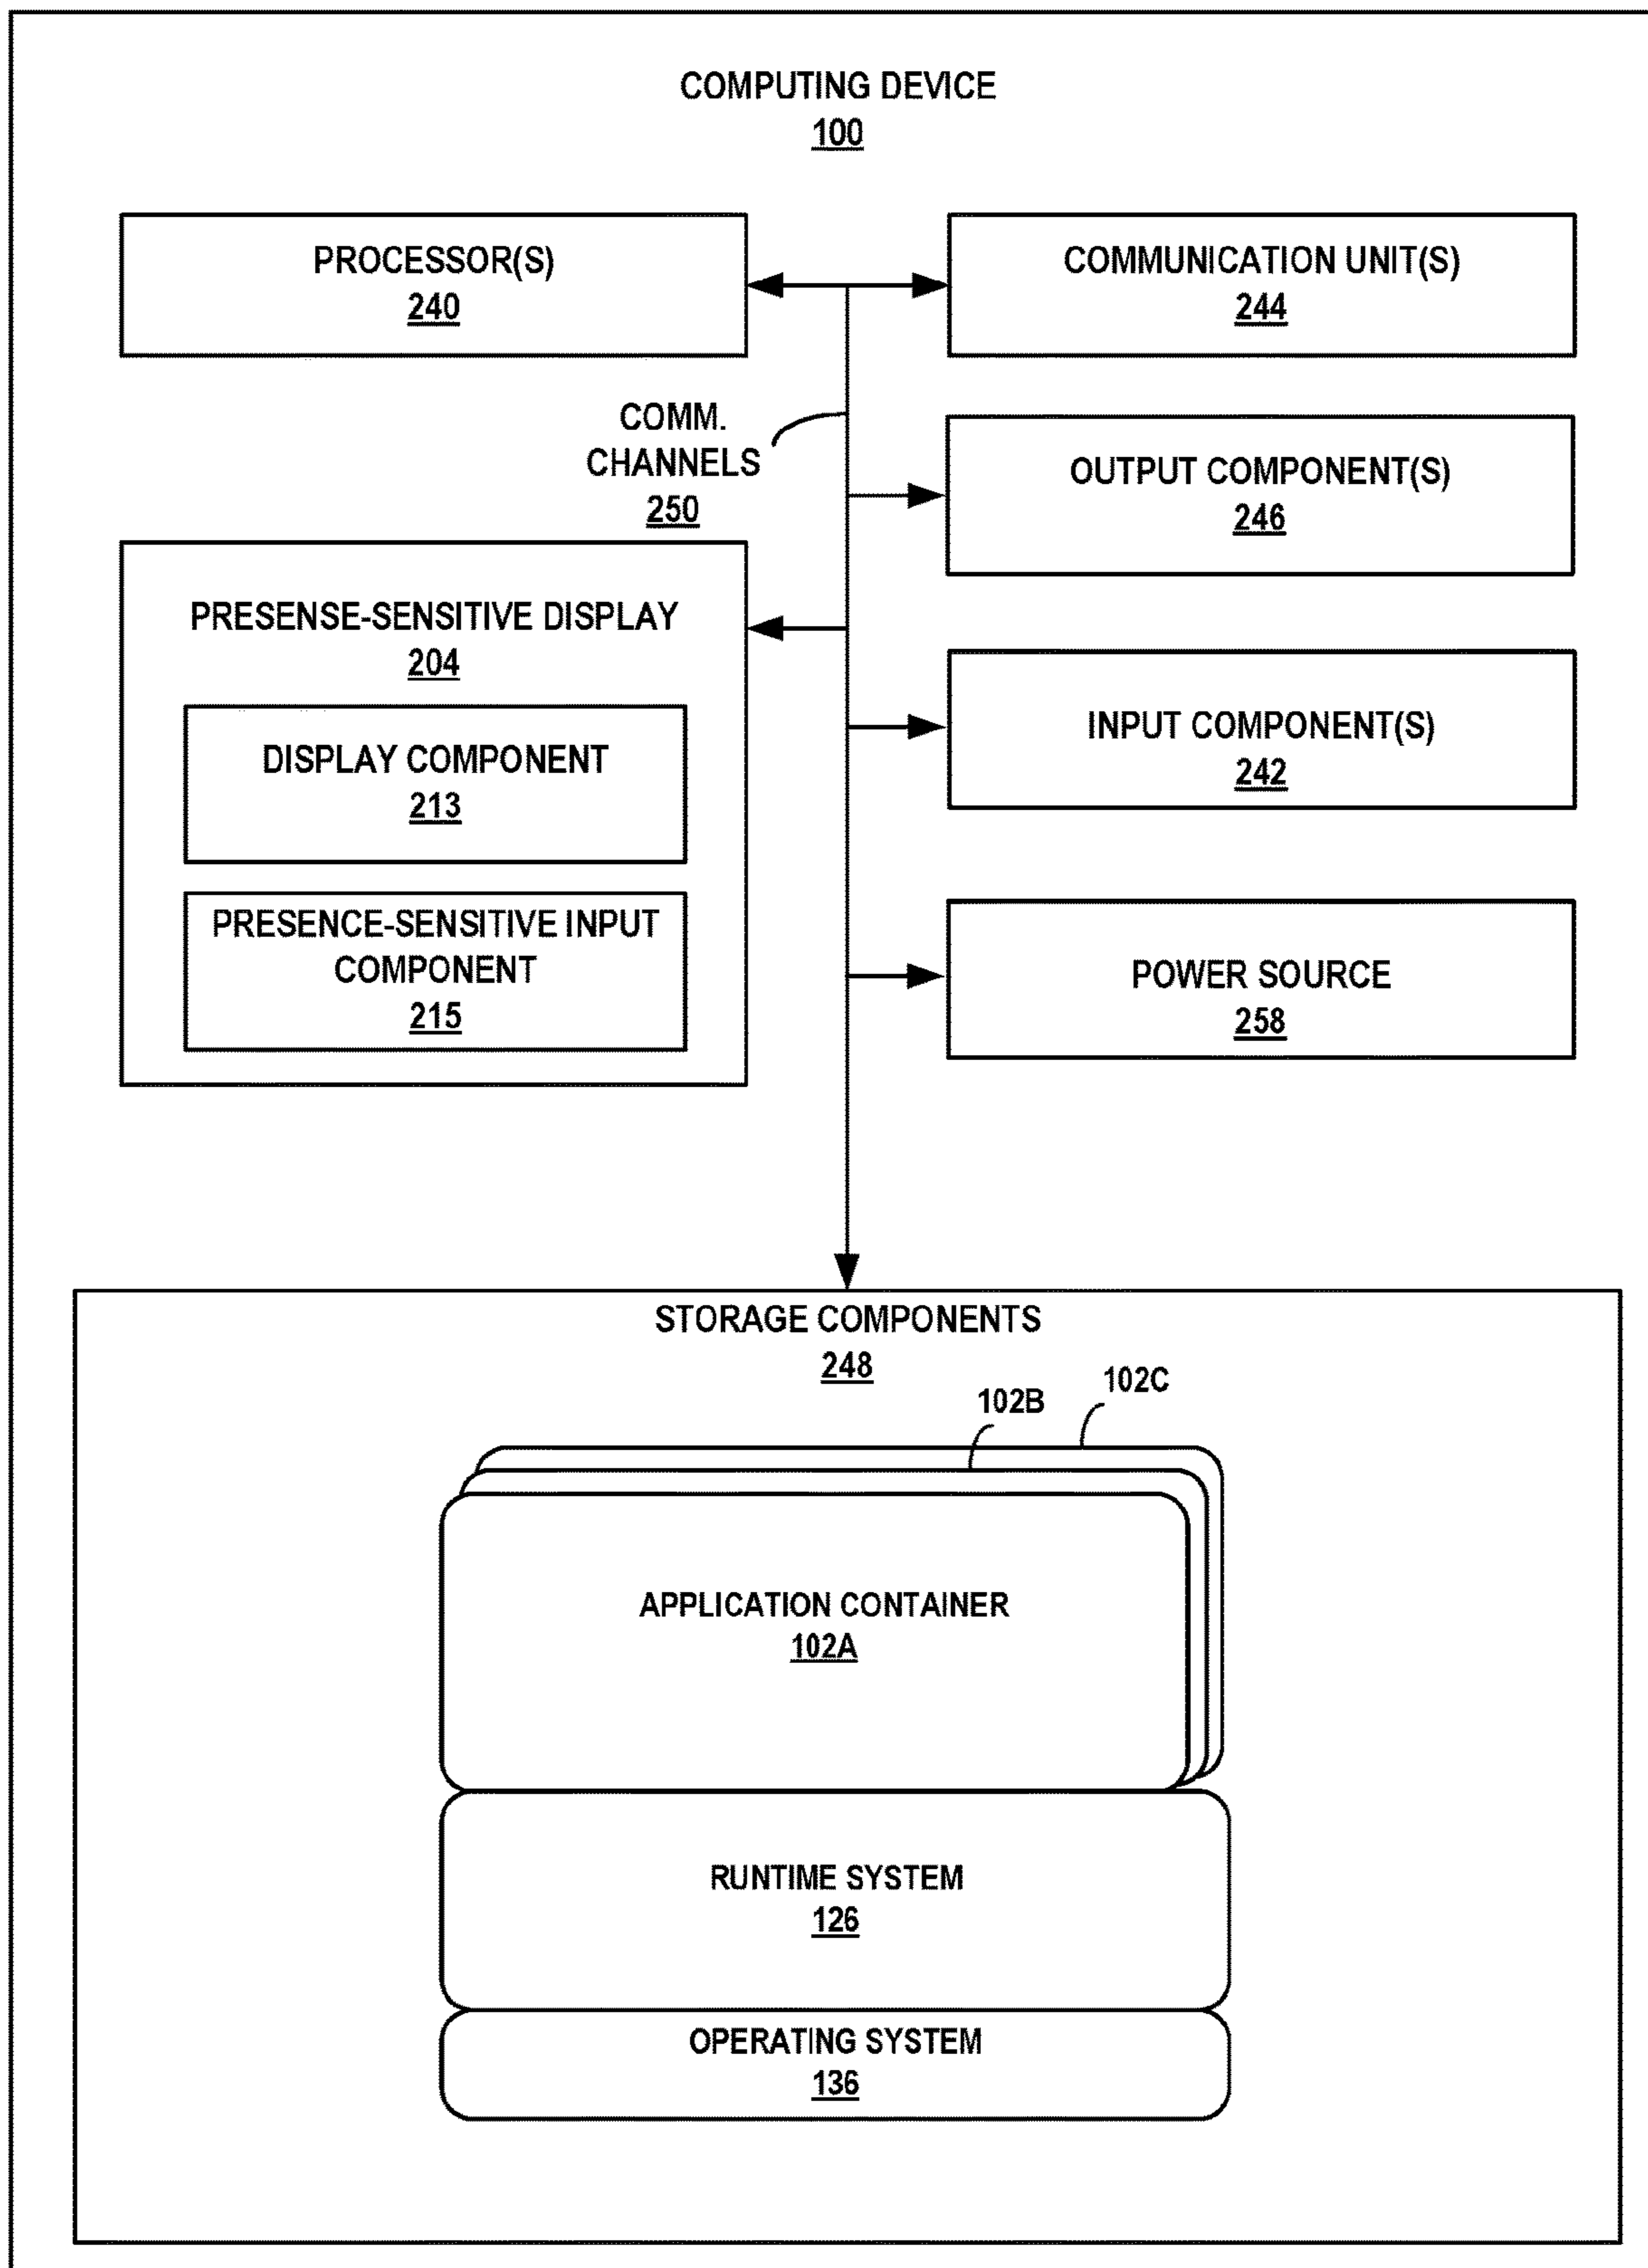 COMPUTING DEVICE
100
PROCESSOR(S)
240
COMMUNICATION UNIT(S)
244
COMM.
CHANNELS
250
OUTPUT COMPONENT(S)
246
PRESENSE-SENSITIVE DISPLAY
204
DISPLAY COMPONENT
213
PRESENCE-SENSITIVE INPUT
COMPONENT
215
INPUT COMPONENT(S)
242
POWER SOURCE
258
STORAGE COMPONENTS
248
102B
102C
APPLICATION CONTAINER
102A
RUNTIME SYSTEM
126
OPERATING SYSTEM
136